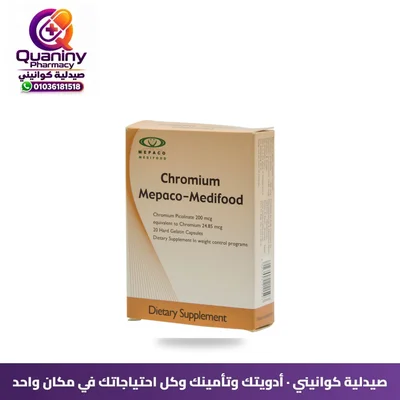 Quaniny
Pharmacy
صيدلية كوانيني
01036181518
MEPACO
MEDIFOOD
Chromium
Mepaco-Medifood
Chromium Picolinate 200 mcg
equivalent to Chromium 24.85 mcg
20 Hard Gelatin Capsules
Dietary Supplement in weight control programs
Dietary Supplement
صيدلية كوانيني - أدويتك وتأمينك وكل احتياجاتك في مكان واحد